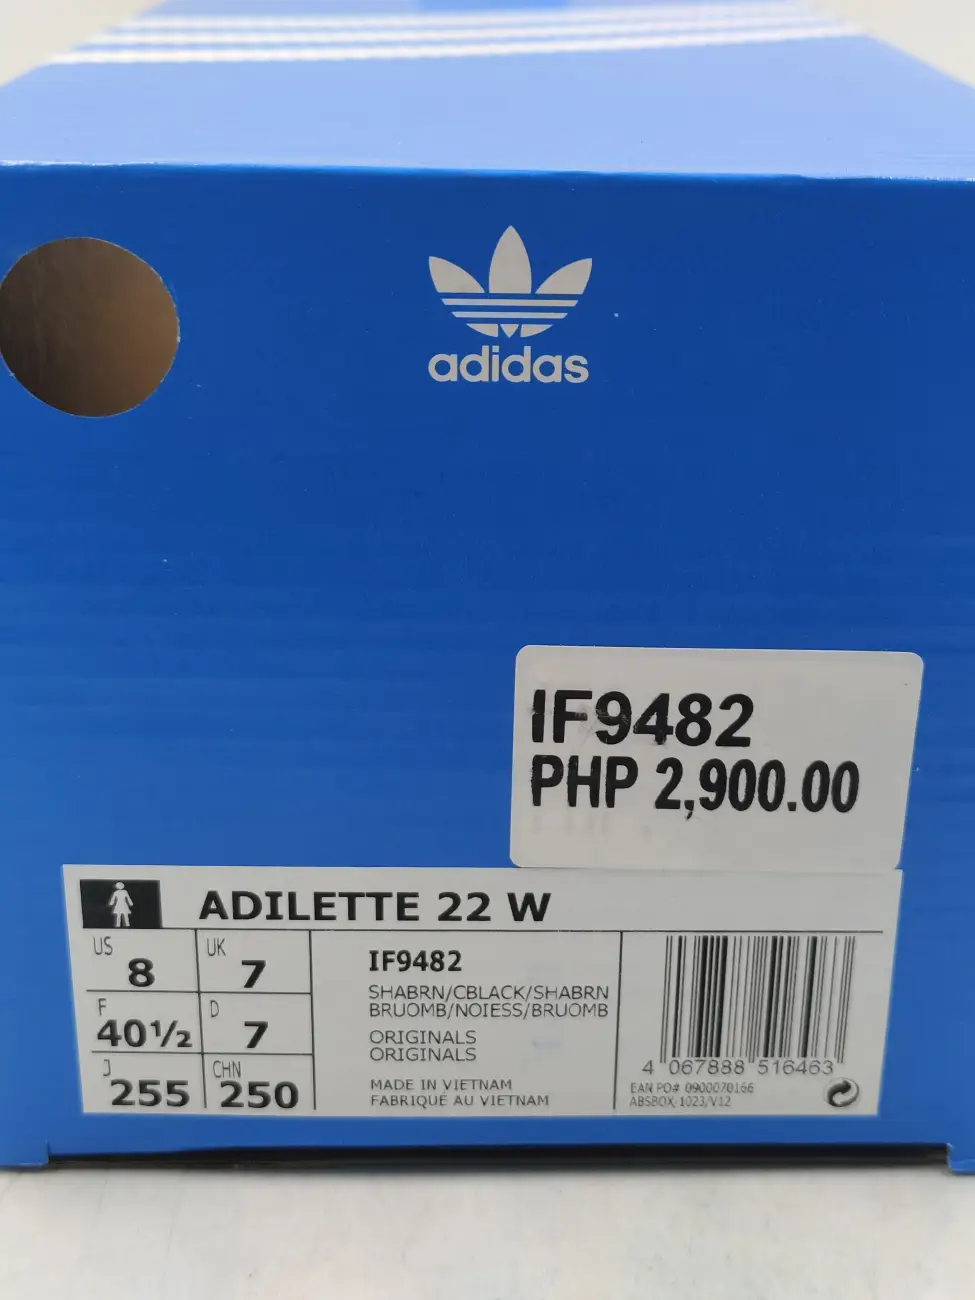 adidas
IF9482
PHP 2,900.00
ADILETTE 22 W
US
8
UK
7
F
40½
D
7
J
255
CHN
250
IF9482
SHABRN/CBLACK/SHABRN
BRUOMB/NOIESS/BRUOMB
ORIGINALS
ORIGINALS
MADE IN VIETNAM
FABRIQUÉ AU VIETNAM
4 067888 516463
EAN PO# 0900070166
ABSBOX/1023/V12